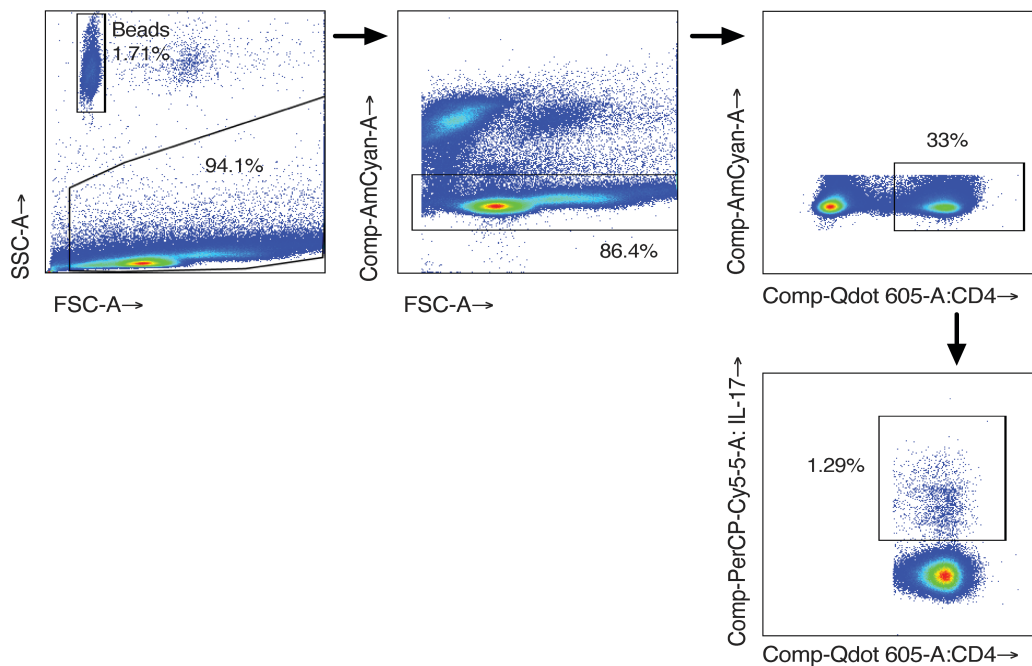 Beads
1.71%
94.1%
SSC-A→
FSC-A→
Comp-AmCyan-A→
86.4%
FSC-A→
Comp-AmCyan-A→
33%
Comp-Qdot 605-A:CD4→
Comp-PerCP-Cy5-5-A: IL-17→
1.29%
Comp-Qdot 605-A:CD4→